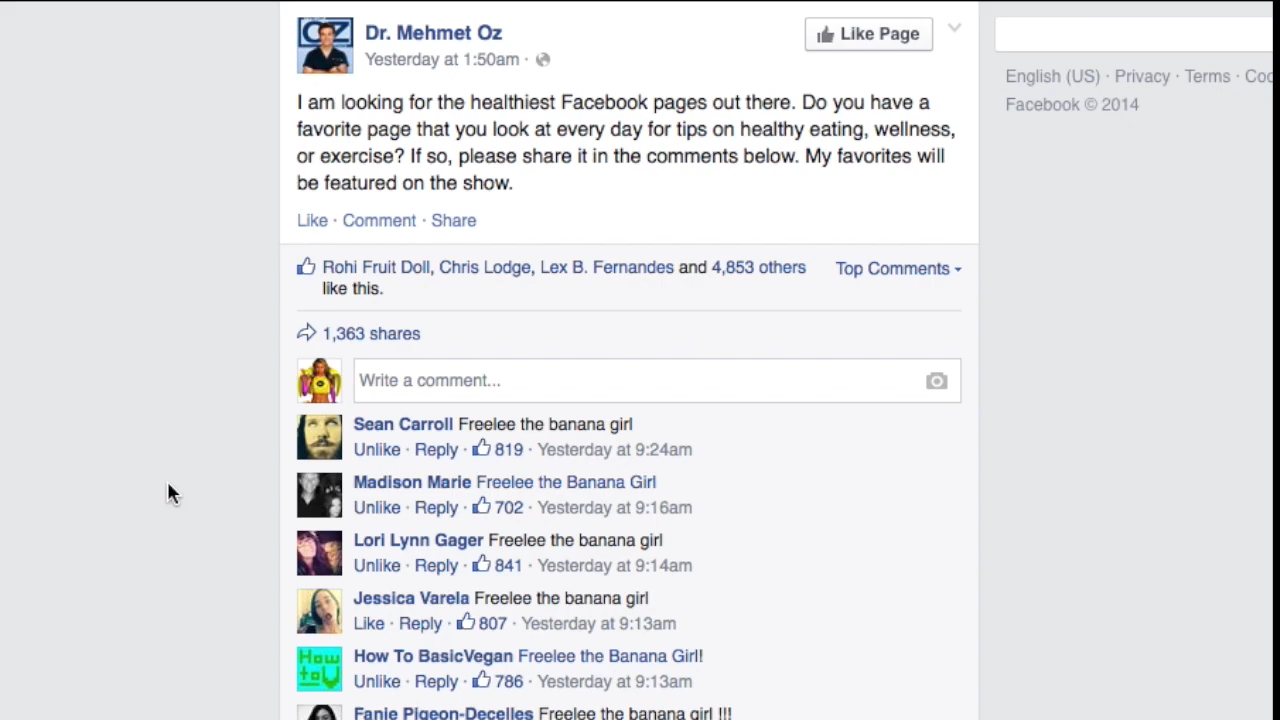 OZ
Dr. Mehmet Oz
Like Page
Yesterday at 1:50am ·
I am looking for the healthiest Facebook pages out there. Do you have a
favorite page that you look at every day for tips on healthy eating, wellness,
or exercise? If so, please share it in the comments below. My favorites will
be featured on the show.
Like · Comment · Share
Rohi Fruit Doll, Chris Lodge, Lex B. Fernandes and 4,853 others
like this.
Top Comments
1,363 shares
Write a comment...
Sean Carroll Freelee the banana girl
Unlike · Reply · 819 · Yesterday at 9:24am
Madison Marie Freelee the Banana Girl
Unlike · Reply · 702 · Yesterday at 9:16am
Lori Lynn Gager Freelee the banana girl
Unlike · Reply · 841 · Yesterday at 9:14am
Jessica Varela Freelee the banana girl
Like · Reply · 807 · Yesterday at 9:13am
How
to
How To BasicVegan Freelee the Banana Girl!
Unlike · Reply · 786 · Yesterday at 9:13am
Fanie Pigeon-Decelles Freelee the banana girl !!!
English (US) · Privacy · Terms · Coo
Facebook © 2014